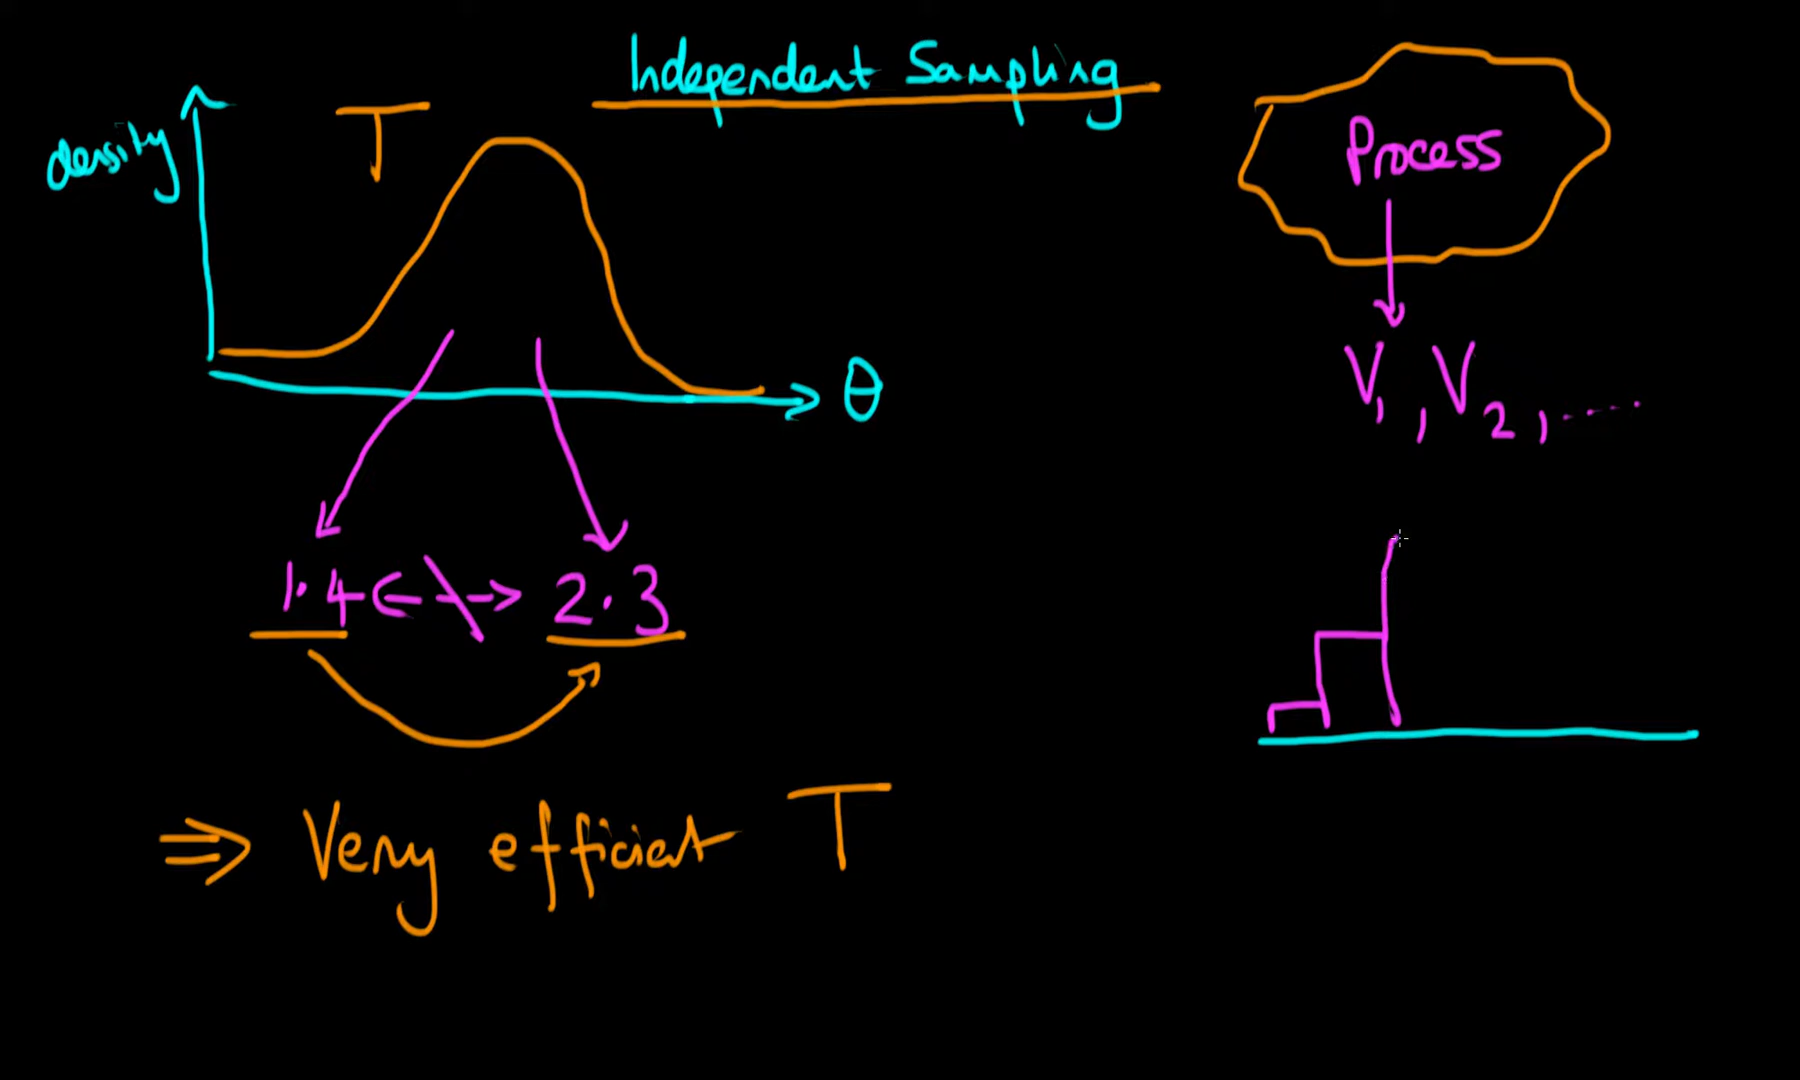 Independent Sampling
density
T
θ
1.4 <-\-> 2.3
⇒ Very efficient T
Process
V1, V2, .....